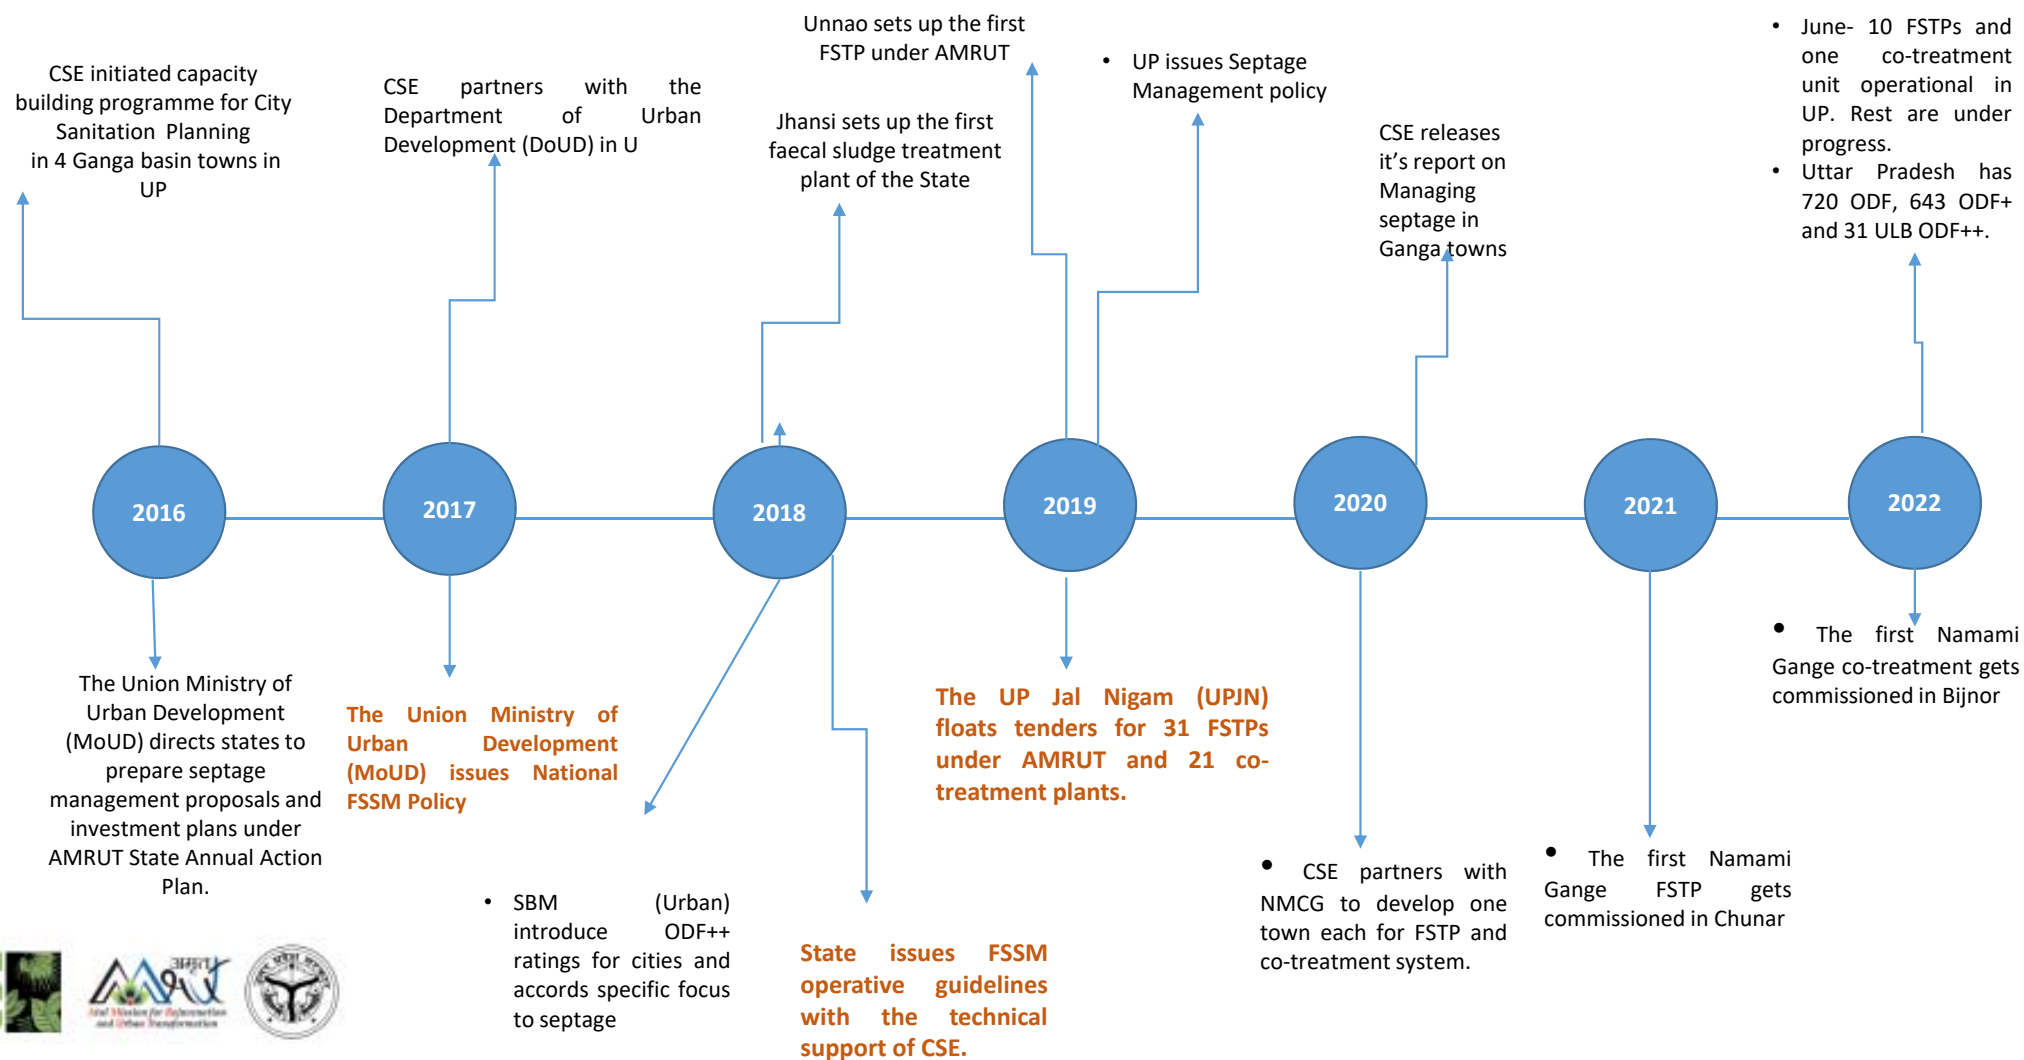 CSE initiated capacity
building programme for City
Sanitation Planning
in 4 Ganga basin towns in
UP
CSE partners with the
Department of Urban
Development (DoUD) in U
Unnao sets up the first
FSTP under AMRUT
Jhansi sets up the first
faecal sludge treatment
plant of the State
• UP issues Septage
Management policy
CSE releases
it's report on
Managing
septage in
Ganga towns
• June- 10 FSTPs and
one co-treatment
unit operational in
UP. Rest are under
progress.
• Uttar Pradesh has
720 ODF, 643 ODF+
and 31 ULB ODF++.
2016
2017
2018
2019
2020
2021
2022
The Union Ministry of
Urban Development
(MoUD) directs states to
prepare septage
management proposals and
investment plans under
AMRUT State Annual Action
Plan.
The Union Ministry of
Urban Development
(MoUD) issues National
FSSM Policy
• SBM (Urban)
introduce ODF++
ratings for cities and
accords specific focus
to septage
State issues FSSM
operative guidelines
with the technical
support of CSE.
The UP Jal Nigam (UPJN)
floats tenders for 31 FSTPs
under AMRUT and 21 co-
treatment plants.
• CSE partners with
NMCG to develop one
town each for FSTP and
co-treatment system.
• The first Namami
Gange FSTP gets
commissioned in Chunar
• The first Namami
Gange co-treatment gets
commissioned in Bijnor
अमृत
Atal Mission for Rejuvenation
and Urban Transformation